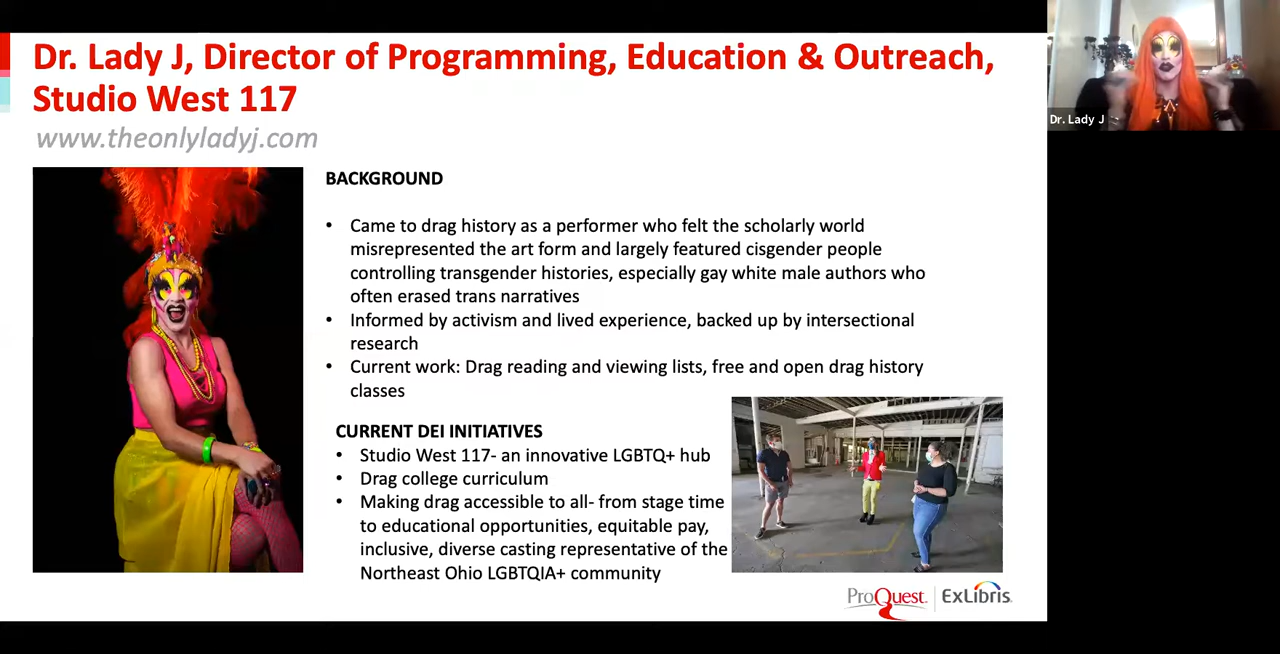 Dr. Lady J, Director of Programming, Education & Outreach,
Studio West 117
www.theonlyladyj.com
Dr. Lady J
BACKGROUND
• Came to drag history as a performer who felt the scholarly world
misrepresented the art form and largely featured cisgender people
controlling transgender histories, especially gay white male authors who
often erased trans narratives
• Informed by activism and lived experience, backed up by intersectional
research
• Current work: Drag reading and viewing lists, free and open drag history
classes
CURRENT DEI INITIATIVES
• Studio West 117- an innovative LGBTQ+ hub
• Drag college curriculum
• Making drag accessible to all- from stage time
to educational opportunities, equitable pay,
inclusive, diverse casting representative of the
Northeast Ohio LGBTQIA+ community
ProQuest | ExLibris